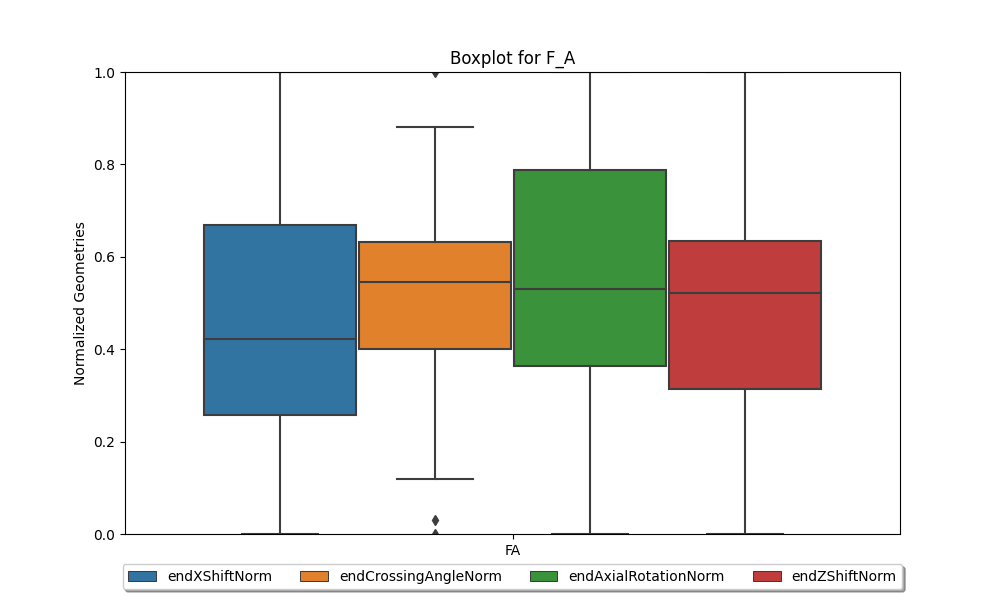 Boxplot for F_A
Normalized Geometries
1.0
0.8
0.6
0.4
0.2
0.0
FA
endXShiftNorm endCrossingAngleNorm endAxialRotationNorm endZShiftNorm